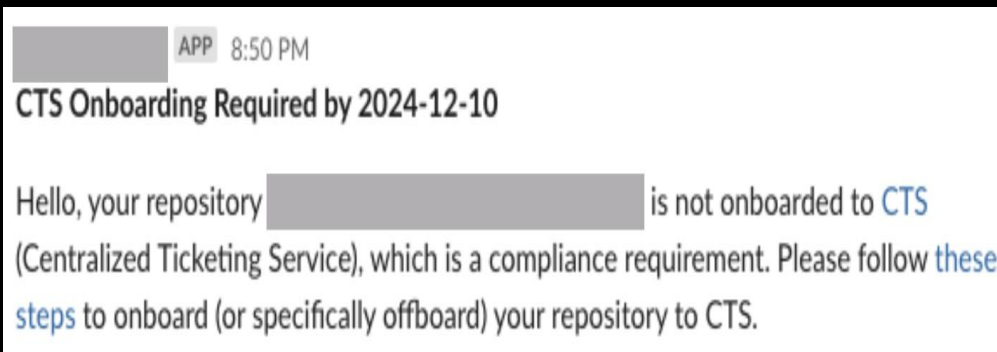 APP 8:50 PM
CTS Onboarding Required by 2024-12-10
Hello, your repository is not onboarded to CTS
(Centralized Ticketing Service), which is a compliance requirement. Please follow these
steps to onboard (or specifically offboard) your repository to CTS.